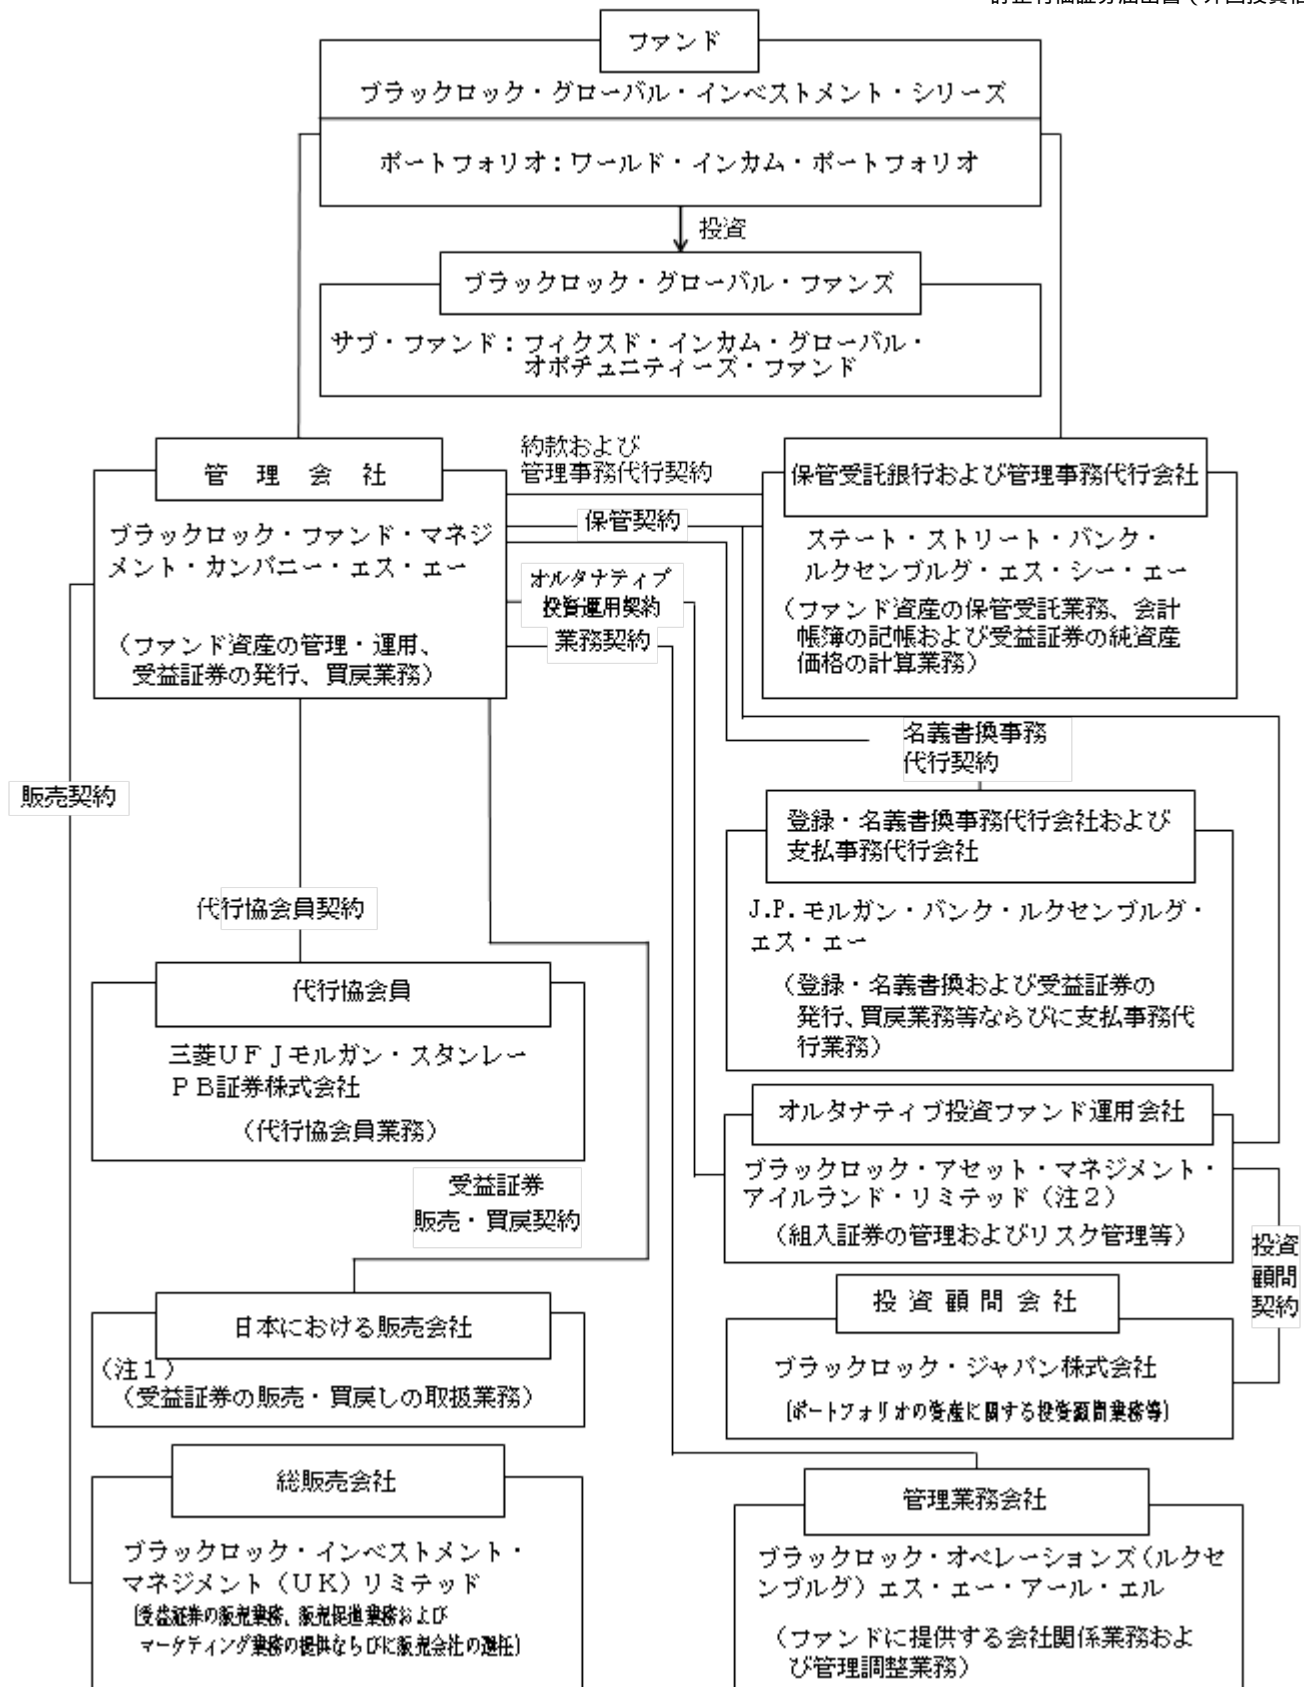 ファンド
ブラックロック・グローバル・インベストメント・シリーズ
ポートフォリオ：ワールド・インカム・ポートフォリオ
投資
ブラックロック・グローバル・ファンズ
サブ・ファンド：フィクスド・インカム・グローバル・
オポチュニティーズ・ファンド
管 理 会 社
ブラックロック・ファンド・マネジ
メント・カンパニー・エス・エー
（ファンド資産の管理・運用、
受益証券の発行、買戻業務）
約款および
管理事務代行契約
保管契約
オルタナティブ
投資運用契約
業務契約
保管受託銀行および管理事務代行会社
ステート・ストリート・バンク・
ルクセンブルグ・エス・シー・エー
（ファンド資産の保管受託業務、会計
帳簿の記帳および受益証券の純資産
価格の計算業務）
名義書換事務
代行契約
販売契約
登録・名義書換事務代行会社および
支払事務代行会社
J.P.モルガン・バンク・ルクセンブルグ・
エス・エー
（登録・名義書換および受益証券の
発行、買戻業務等ならびに支払事務代
行業務）
代行協会員契約
代行協会員
三菱ＵＦＪモルガン・スタンレー
ＰＢ証券株式会社
（代行協会員業務）
オルタナティブ投資ファンド運用会社
ブラックロック・アセット・マネジメント・
アイルランド・リミテッド（注２）
（組入証券の管理およびリスク管理等）
受益証券
販売・買戻契約
投資
顧問
契約
投 資 顧 問 会 社
ブラックロック・ジャパン株式会社
（ポートフォリオの資産に関する投資顧問業務等）
日本における販売会社
（注１）
（受益証券の販売・買戻しの取扱業務）
総販売会社
ブラックロック・インベストメント・
マネジメント（ＵＫ）リミテッド
（受益証券の販売業務、販売促進業務および
マーケティング業務の提供ならびに販売会社の選任）
管理業務会社
ブラックロック・オペレーションズ（ルクセ
ンブルグ）エス・エー・アール・エル
（ファンドに提供する会社関係業務およ
び管理調整業務）